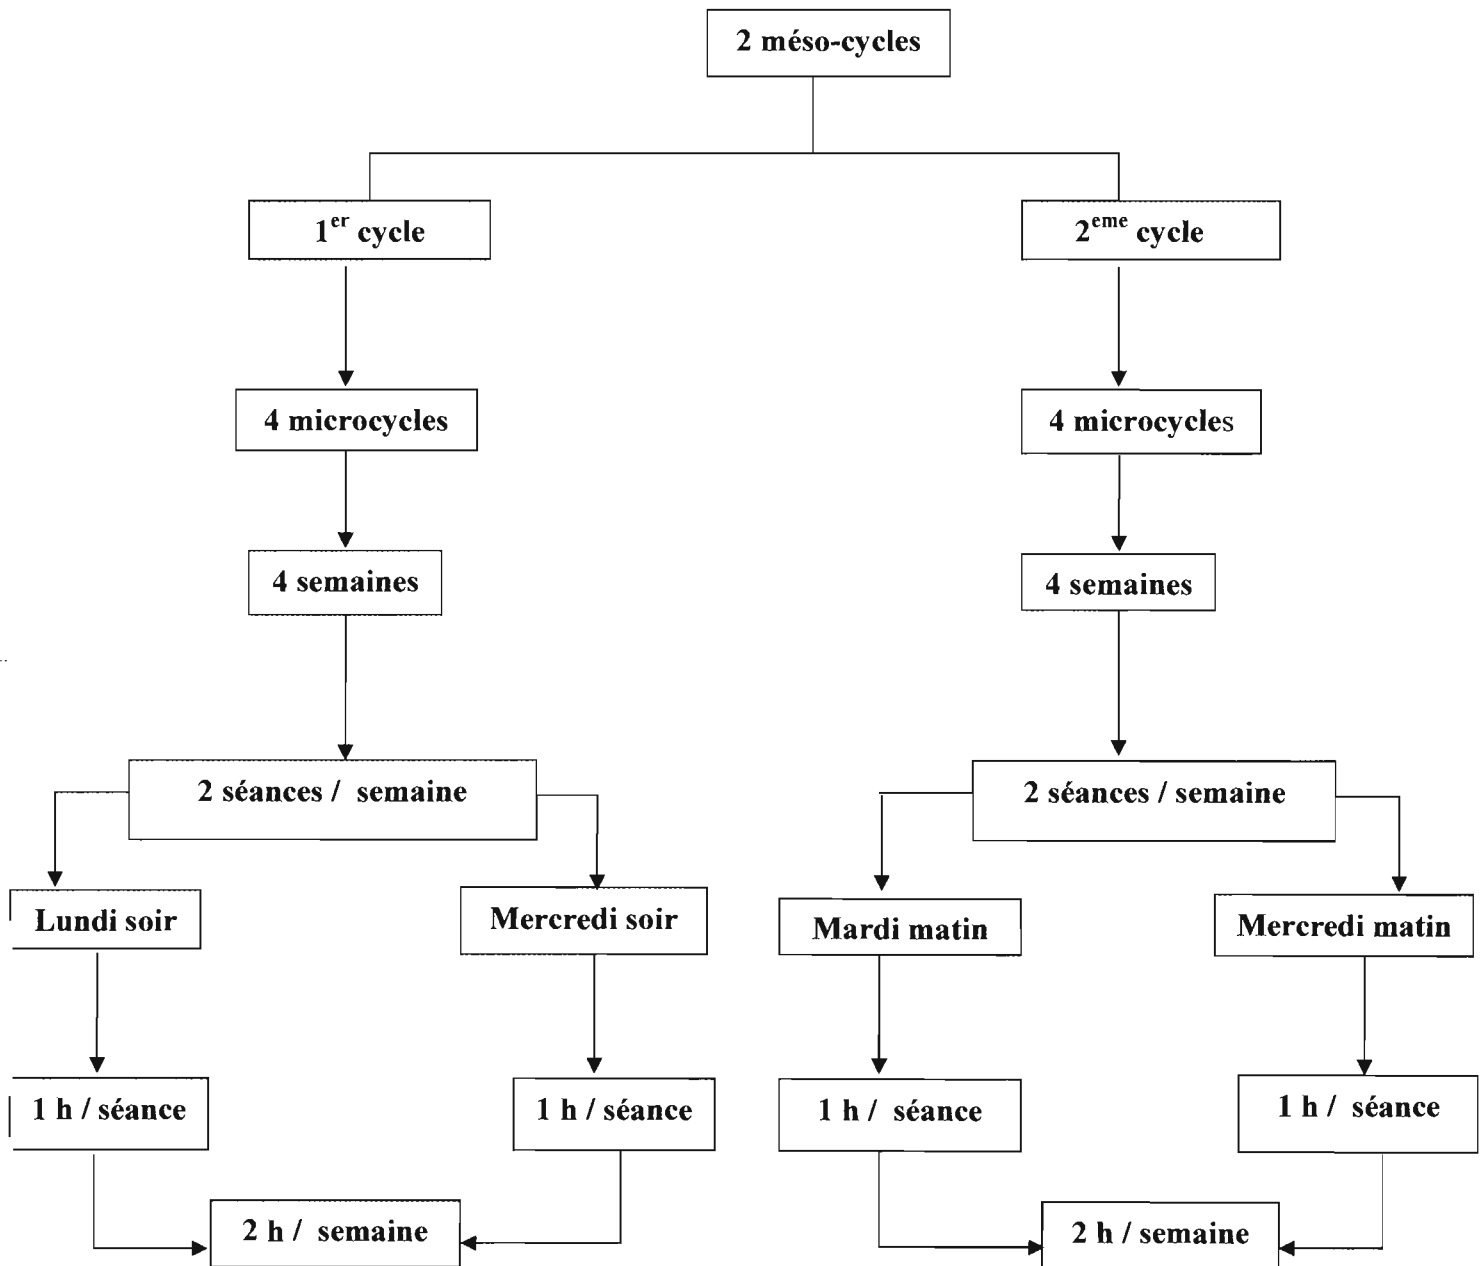 2 méso-cycles
1er cycle
2eme cycle
4 microcycles
4 microcycles
4 semaines
4 semaines
2 séances / semaine
2 séances / semaine
Lundi soir
Mercredi soir
Mardi matin
Mercredi matin
1 h / séance
1 h / séance
1 h / séance
1 h / séance
2 h / semaine
2 h / semaine